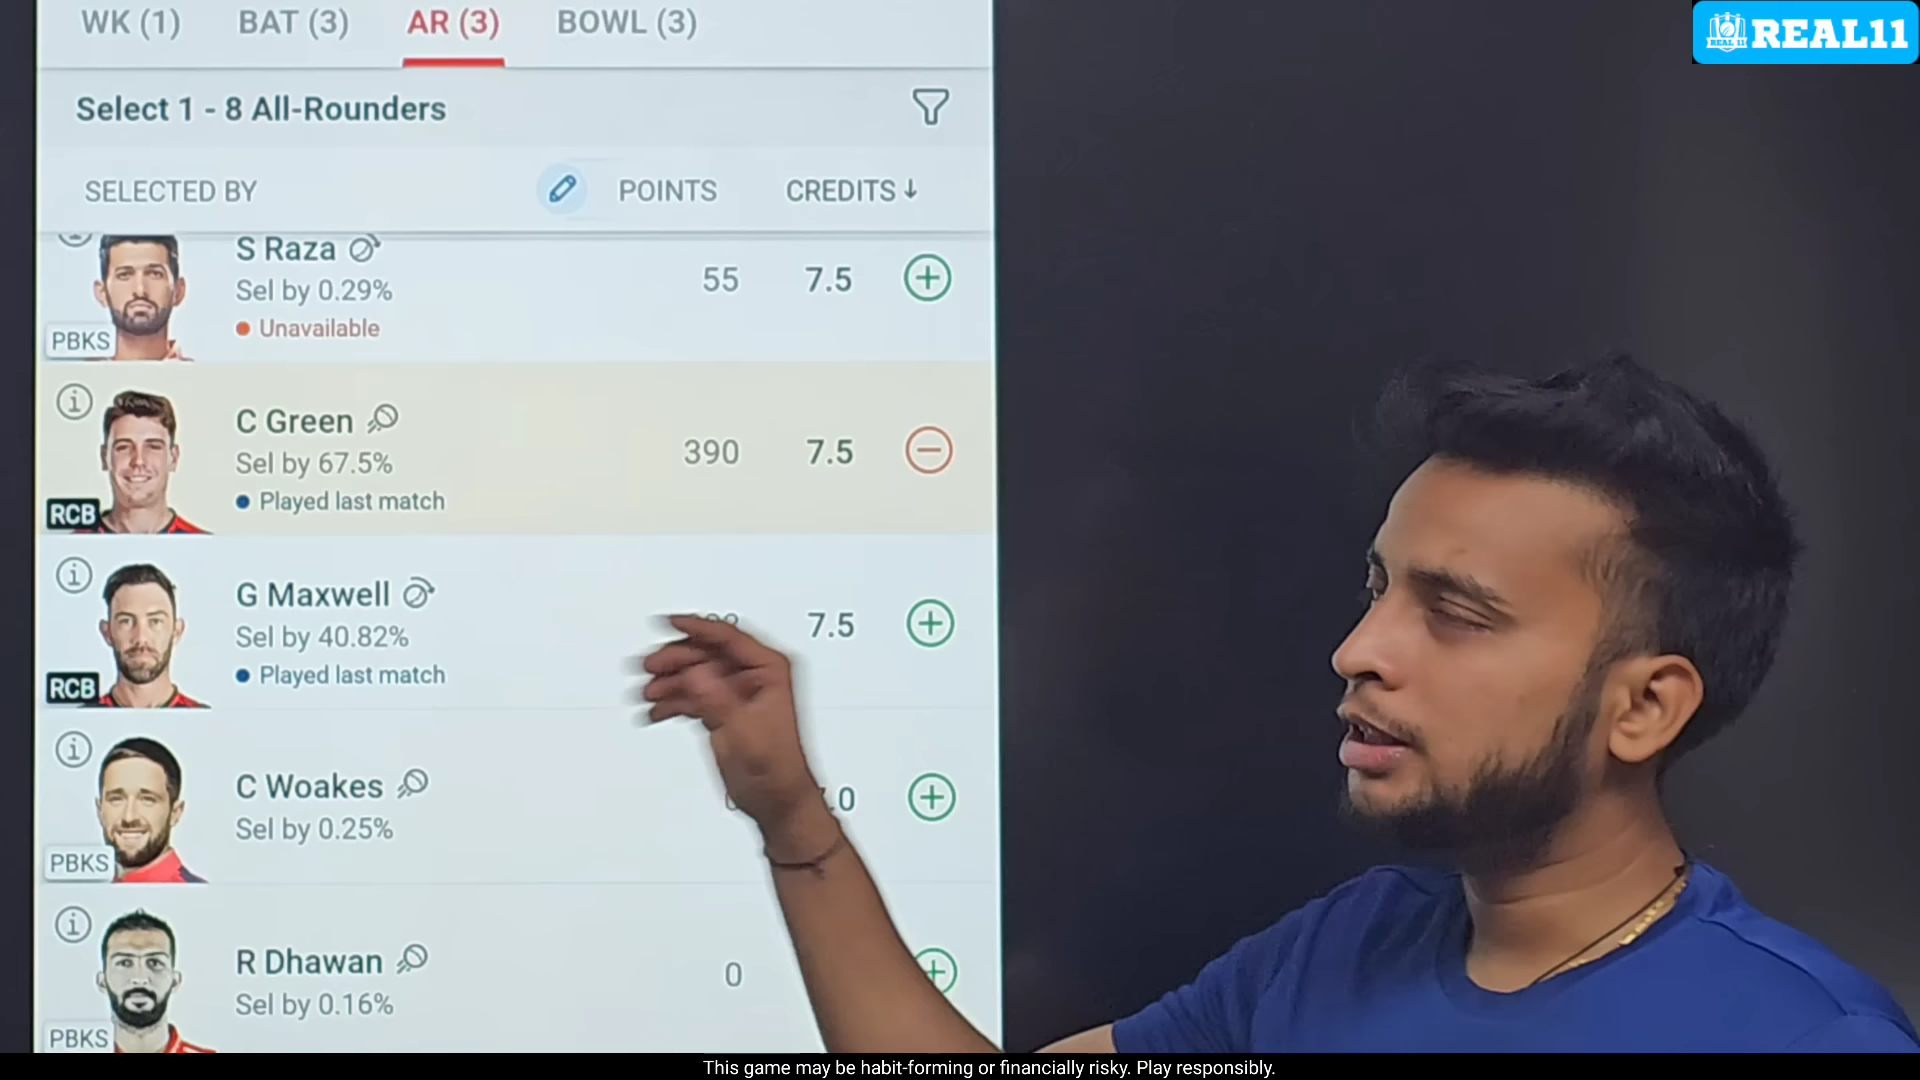 WK (1) BAT (3) AR (3) BOWL (3)
REAL 11 REAL11
Select 1 - 8 All-Rounders
SELECTED BY POINTS CREDITS↓
S Raza
Sel by 0.29% 55 7.5
Unavailable
PBKS
C Green
Sel by 67.5% 390 7.5
Played last match
RCB
G Maxwell
Sel by 40.82% 7.5
Played last match
RCB
C Woakes
Sel by 0.25%
PBKS
R Dhawan
Sel by 0.16% 0
PBKS
This game may be habit-forming or financially risky. Play responsibly.